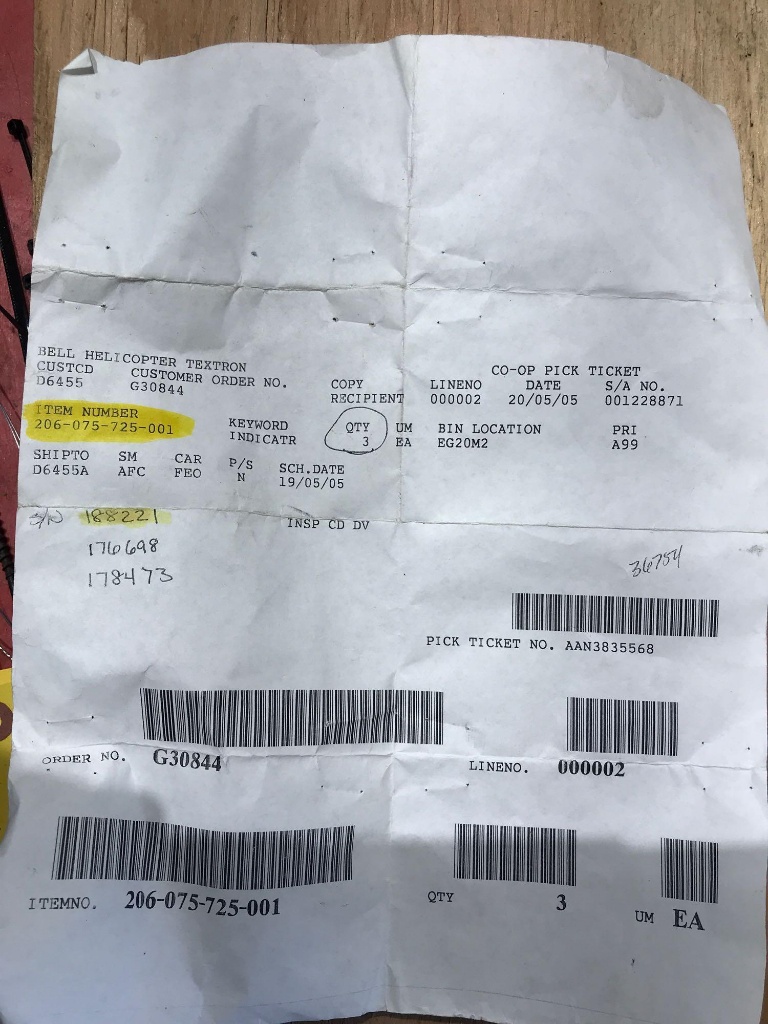 BELL HELICOPTER TEXTRON
CO-OP PICK TICKET
CUSTCD CUSTOMER ORDER NO. COPY LINENO DATE S/A NO.
D6455 G30844 RECIPIENT 000002 20/05/05 001228871
ITEM NUMBER KEYWORD QTY UM BIN LOCATION PRI
206-075-725-001 INDICATR 3 EA EG20M2 A99
SHIPTO SM CAR P/S SCH.DATE
D6455A AFC FEO N 19/05/05
S/N 188221 INSP CD DV
176698
178473
36754
PICK TICKET NO. AAN3835568
ORDER NO. G30844 LINENO. 000002
ITEMNO. 206-075-725-001 QTY 3 UM EA